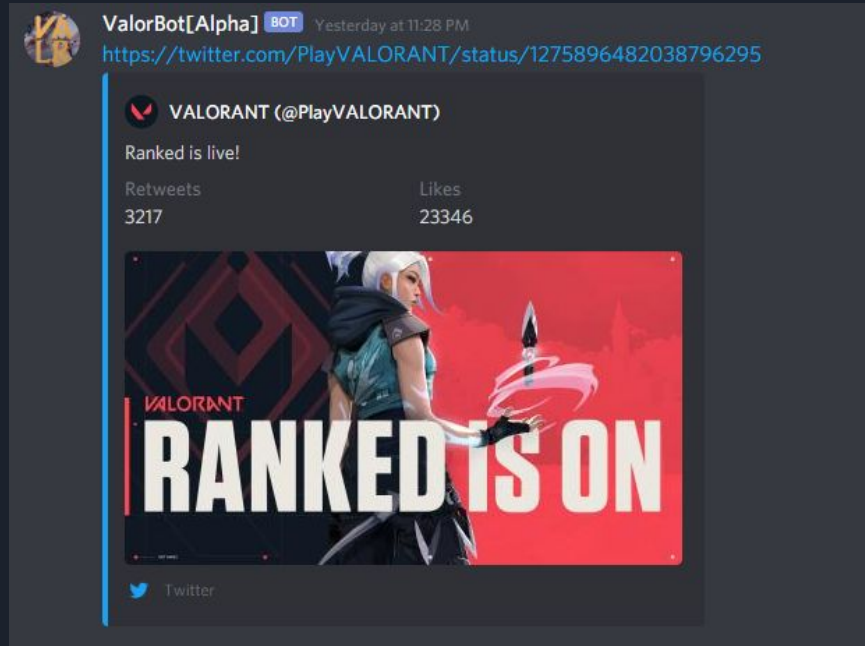 VALR
ValorBot[Alpha] BOT Yesterday at 11:28 PM
https://twitter.com/PlayVALORANT/status/1275896482038796295
VALORANT (@PlayVALORANT)
Ranked is live!
Retweets Likes
3217 23346
VALORANT
RANKED IS ON
Twitter